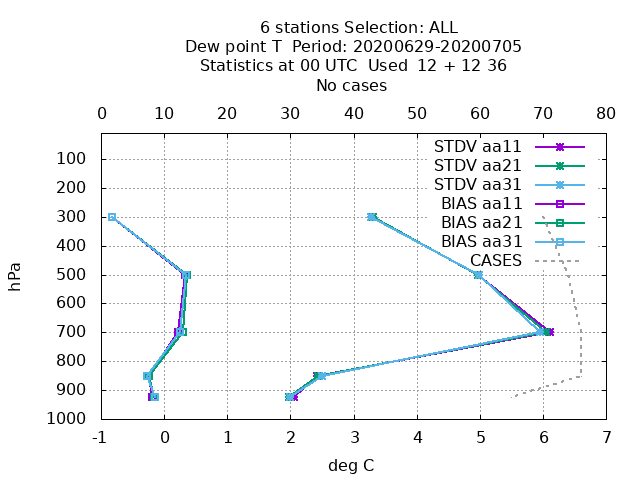 6 stations Selection: ALL
Dew point T  Period: 20200629-20200705
Statistics at 00 UTC  Used  12 + 12 36
No cases
0 10 20 30 40 50 60 70 80
STDV aa11
STDV aa21
STDV aa31
BIAS aa11
BIAS aa21
BIAS aa31
CASES
100
200
300
400
500
600
700
800
900
1000
hPa
-1 0 1 2 3 4 5 6 7
deg C